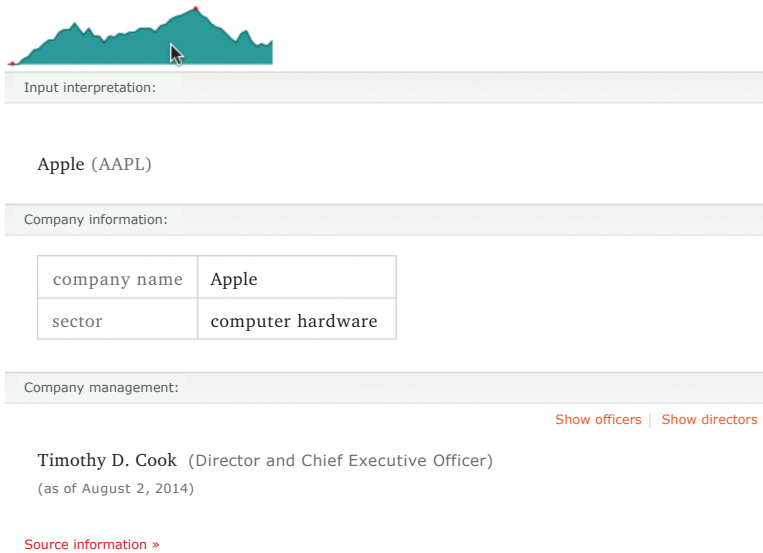 Input interpretation:
Apple (AAPL)
Company information:
company name Apple
sector computer hardware
Company management:
Show officers | Show directors
Timothy D. Cook (Director and Chief Executive Officer)
(as of August 2, 2014)
Source information »